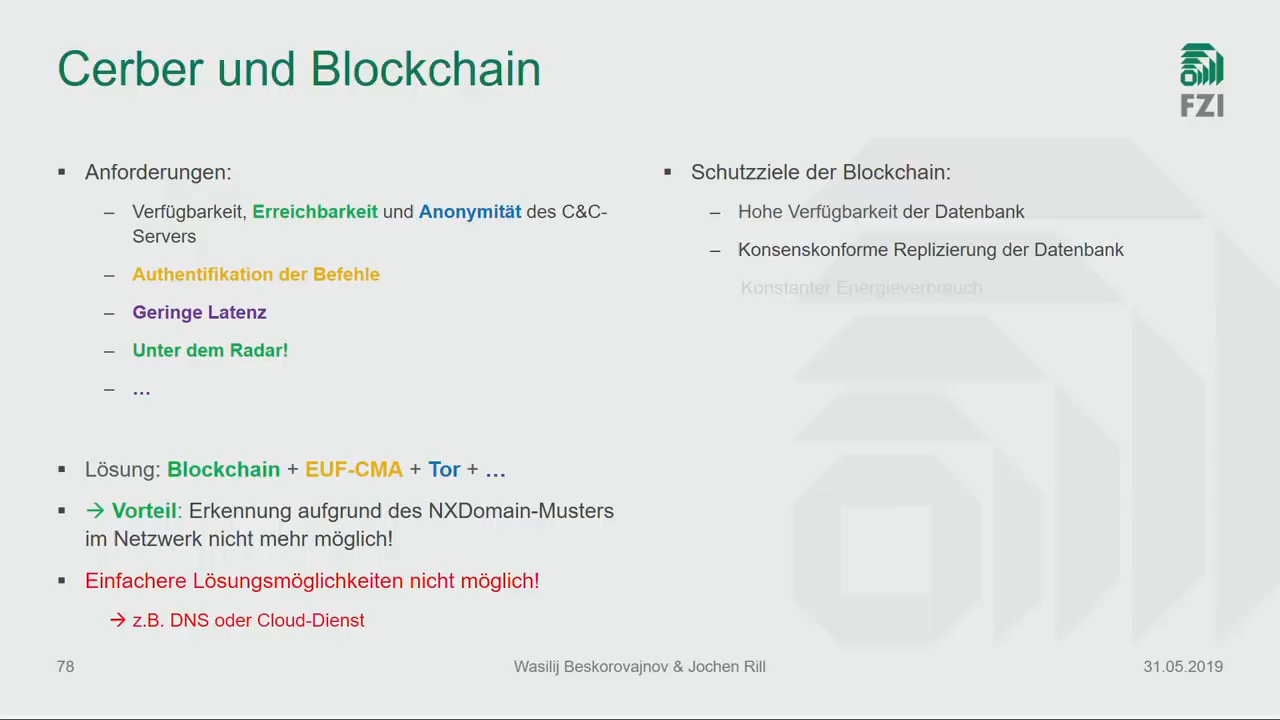 Cerber und Blockchain
FZI
▪ Anforderungen:
– Verfügbarkeit, Erreichbarkeit und Anonymität des C&C-
Servers
– Authentifikation der Befehle
– Geringe Latenz
– Unter dem Radar!
– …
▪ Lösung: Blockchain + EUF-CMA + Tor + …
▪ → Vorteil: Erkennung aufgrund des NXDomain-Musters
im Netzwerk nicht mehr möglich!
▪ Einfachere Lösungsmöglichkeiten nicht möglich!
→ z.B. DNS oder Cloud-Dienst
▪ Schutzziele der Blockchain:
– Hohe Verfügbarkeit der Datenbank
– Konsenskonforme Replizierung der Datenbank
Konstanter Energieverbrauch
78
Wasilij Beskorovajnov & Jochen Rill
31.05.2019